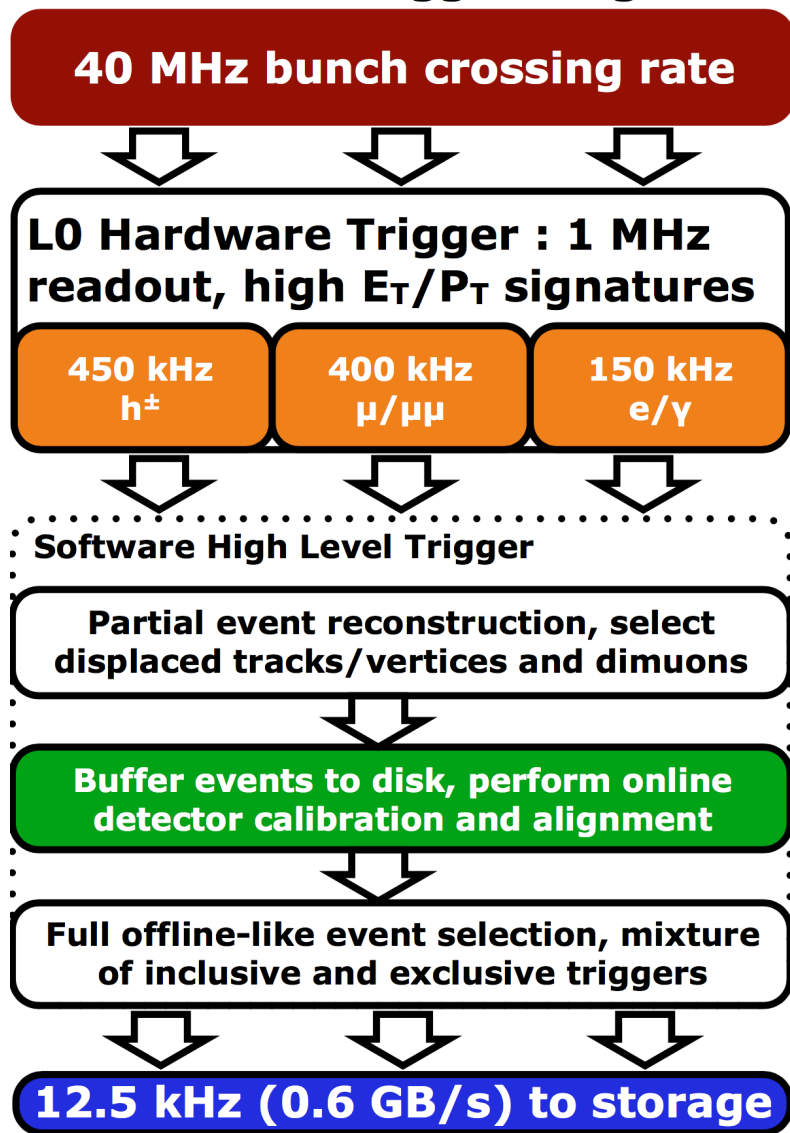 40 MHz bunch crossing rate
L0 Hardware Trigger : 1 MHz
readout, high E_T/P_T signatures
450 kHz
h±
400 kHz
μ/μμ
150 kHz
e/γ
Software High Level Trigger
Partial event reconstruction, select
displaced tracks/vertices and dimuons
Buffer events to disk, perform online
detector calibration and alignment
Full offline-like event selection, mixture
of inclusive and exclusive triggers
12.5 kHz (0.6 GB/s) to storage